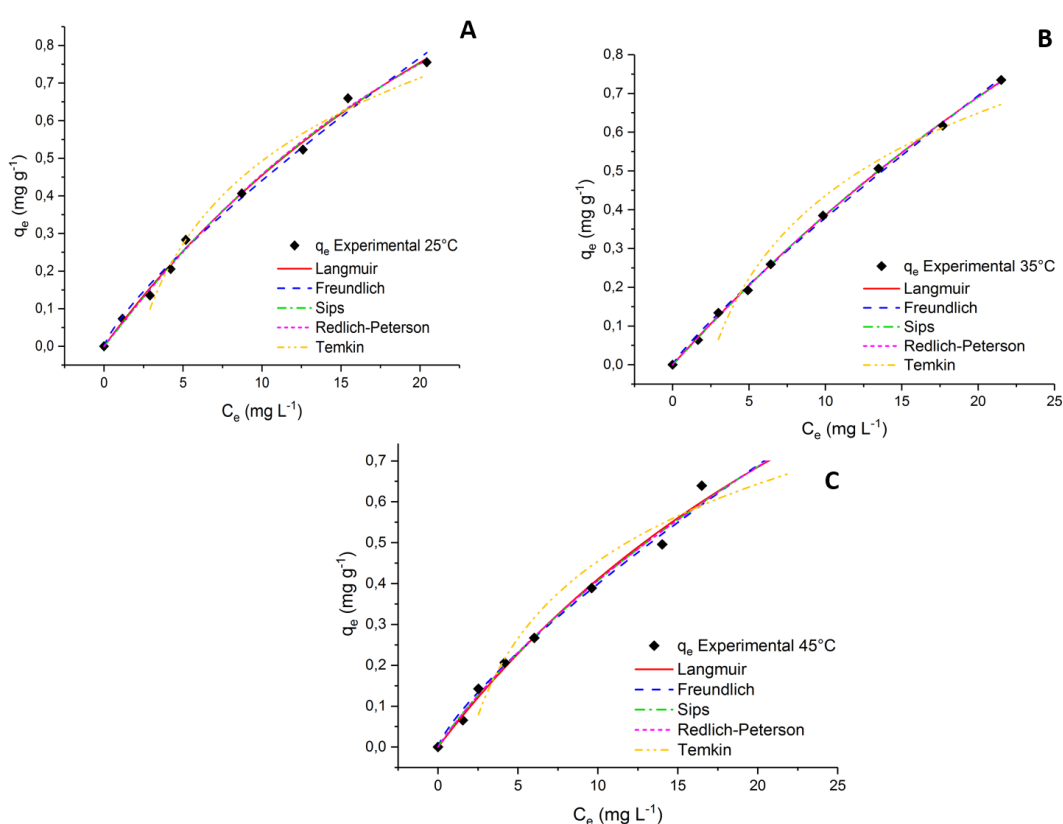 A
qₑ (mg g⁻¹)
0,8
0,7
0,6
0,5
0,4
0,3
0,2
0,1
0,0
qₑ Experimental 25°C
Langmuir
Freundlich
Sips
Redlich-Peterson
Temkin
0 5 10 15 20
Cₑ (mg L⁻¹)
B
qₑ (mg g⁻¹)
0,8
0,7
0,6
0,5
0,4
0,3
0,2
0,1
0,0
qₑ Experimental 35°C
Langmuir
Freundlich
Sips
Redlich-Peterson
Temkin
0 5 10 15 20 25
Cₑ (mg L⁻¹)
C
qₑ (mg g⁻¹)
0,7
0,6
0,5
0,4
0,3
0,2
0,1
0,0
qₑ Experimental 45°C
Langmuir
Freundlich
Sips
Redlich-Peterson
Temkin
0 5 10 15 20 25
Cₑ (mg L⁻¹)